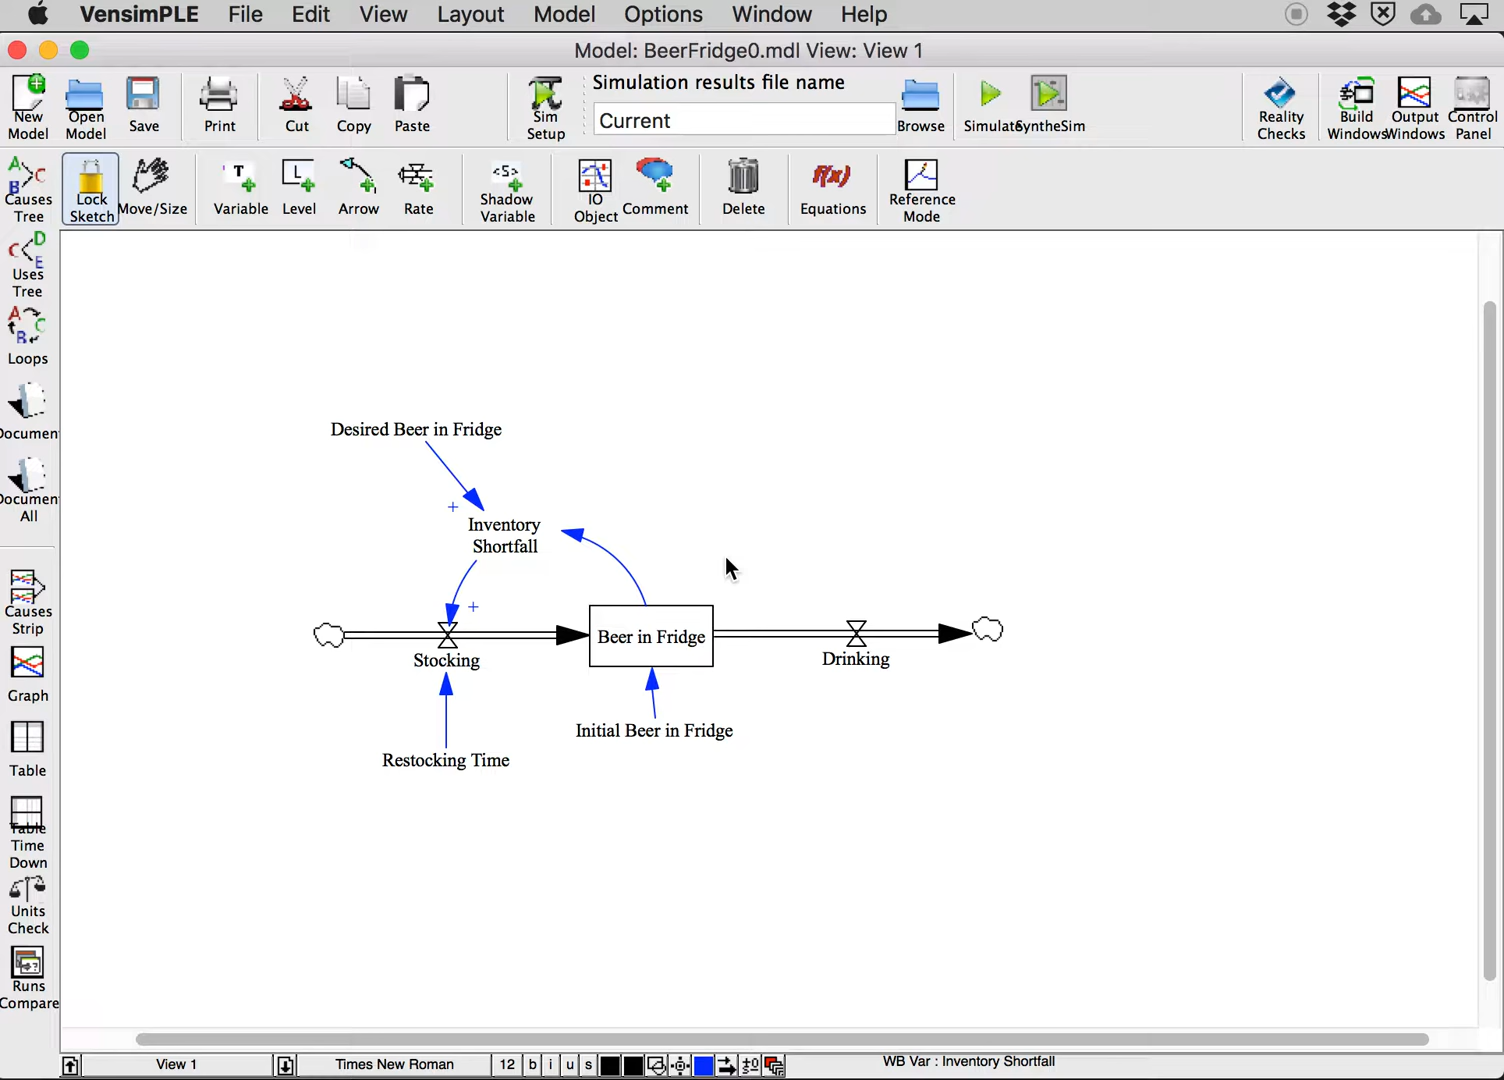 VensimPLE File Edit View Layout Model Options Window Help
Model: BeerFridge0.mdl View: View 1
New Model
Open Model
Save
Print
Cut
Copy
Paste
Sim Setup
Simulation results file name
Current
Browse
Simulate
SyntheSim
Reality Checks
Build Windows
Output Windows
Control Panel
Causes Tree
Lock Sketch
Move/Size
T
Variable
L
Level
Arrow
Rate
<S>
Shadow Variable
IO Object
Comment
Delete
f(x)
Equations
Reference Mode
Uses Tree
Loops
Documen
Documen All
Causes Strip
Graph
Table
Table Time Down
Units Check
Runs Compare
Desired Beer in Fridge
+
Inventory
Shortfall
+
Beer in Fridge
Stocking
Drinking
Initial Beer in Fridge
Restocking Time
View 1
Times New Roman
12
b i u s
WB Var : Inventory Shortfall